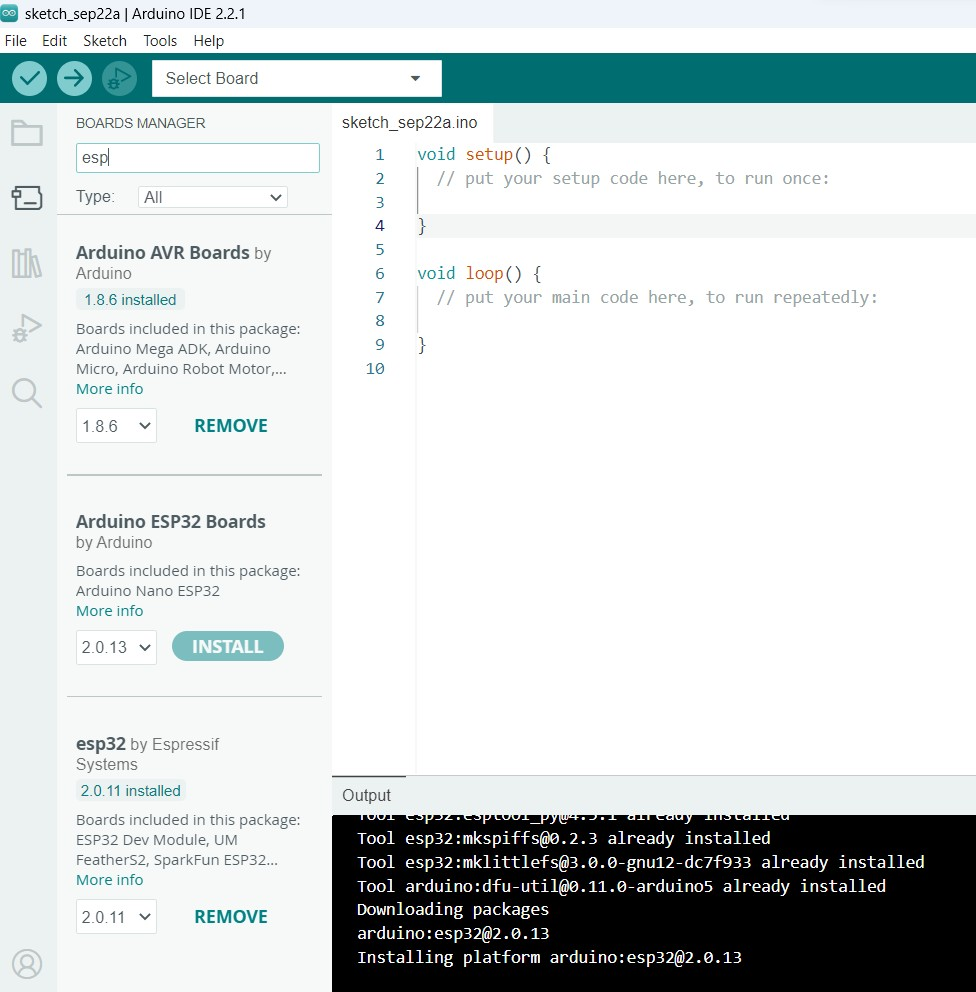 sketch_sep22a | Arduino IDE 2.2.1
File Edit Sketch Tools Help
Select Board
BOARDS MANAGER
esp
Type: All
Arduino AVR Boards by
Arduino
1.8.6 installed
Boards included in this package:
Arduino Mega ADK, Arduino
Micro, Arduino Robot Motor,...
More info
1.8.6 REMOVE
Arduino ESP32 Boards
by Arduino
Boards included in this package:
Arduino Nano ESP32
More info
2.0.13 INSTALL
esp32 by Espressif
Systems
2.0.11 installed
Boards included in this package:
ESP32 Dev Module, UM
FeatherS2, SparkFun ESP32...
More info
2.0.11 REMOVE
sketch_sep22a.ino
1 void setup() {
2 // put your setup code here, to run once:
3
4 }
5
6 void loop() {
7 // put your main code here, to run repeatedly:
8
9 }
10
Output
Tool esp32:esptool_py@4.5.1 already installed
Tool esp32:mkspiffs@0.2.3 already installed
Tool esp32:mklittlefs@3.0.0-gnu12-dc7f933 already installed
Tool arduino:dfu-util@0.11.0-arduino5 already installed
Downloading packages
arduino:esp32@2.0.13
Installing platform arduino:esp32@2.0.13